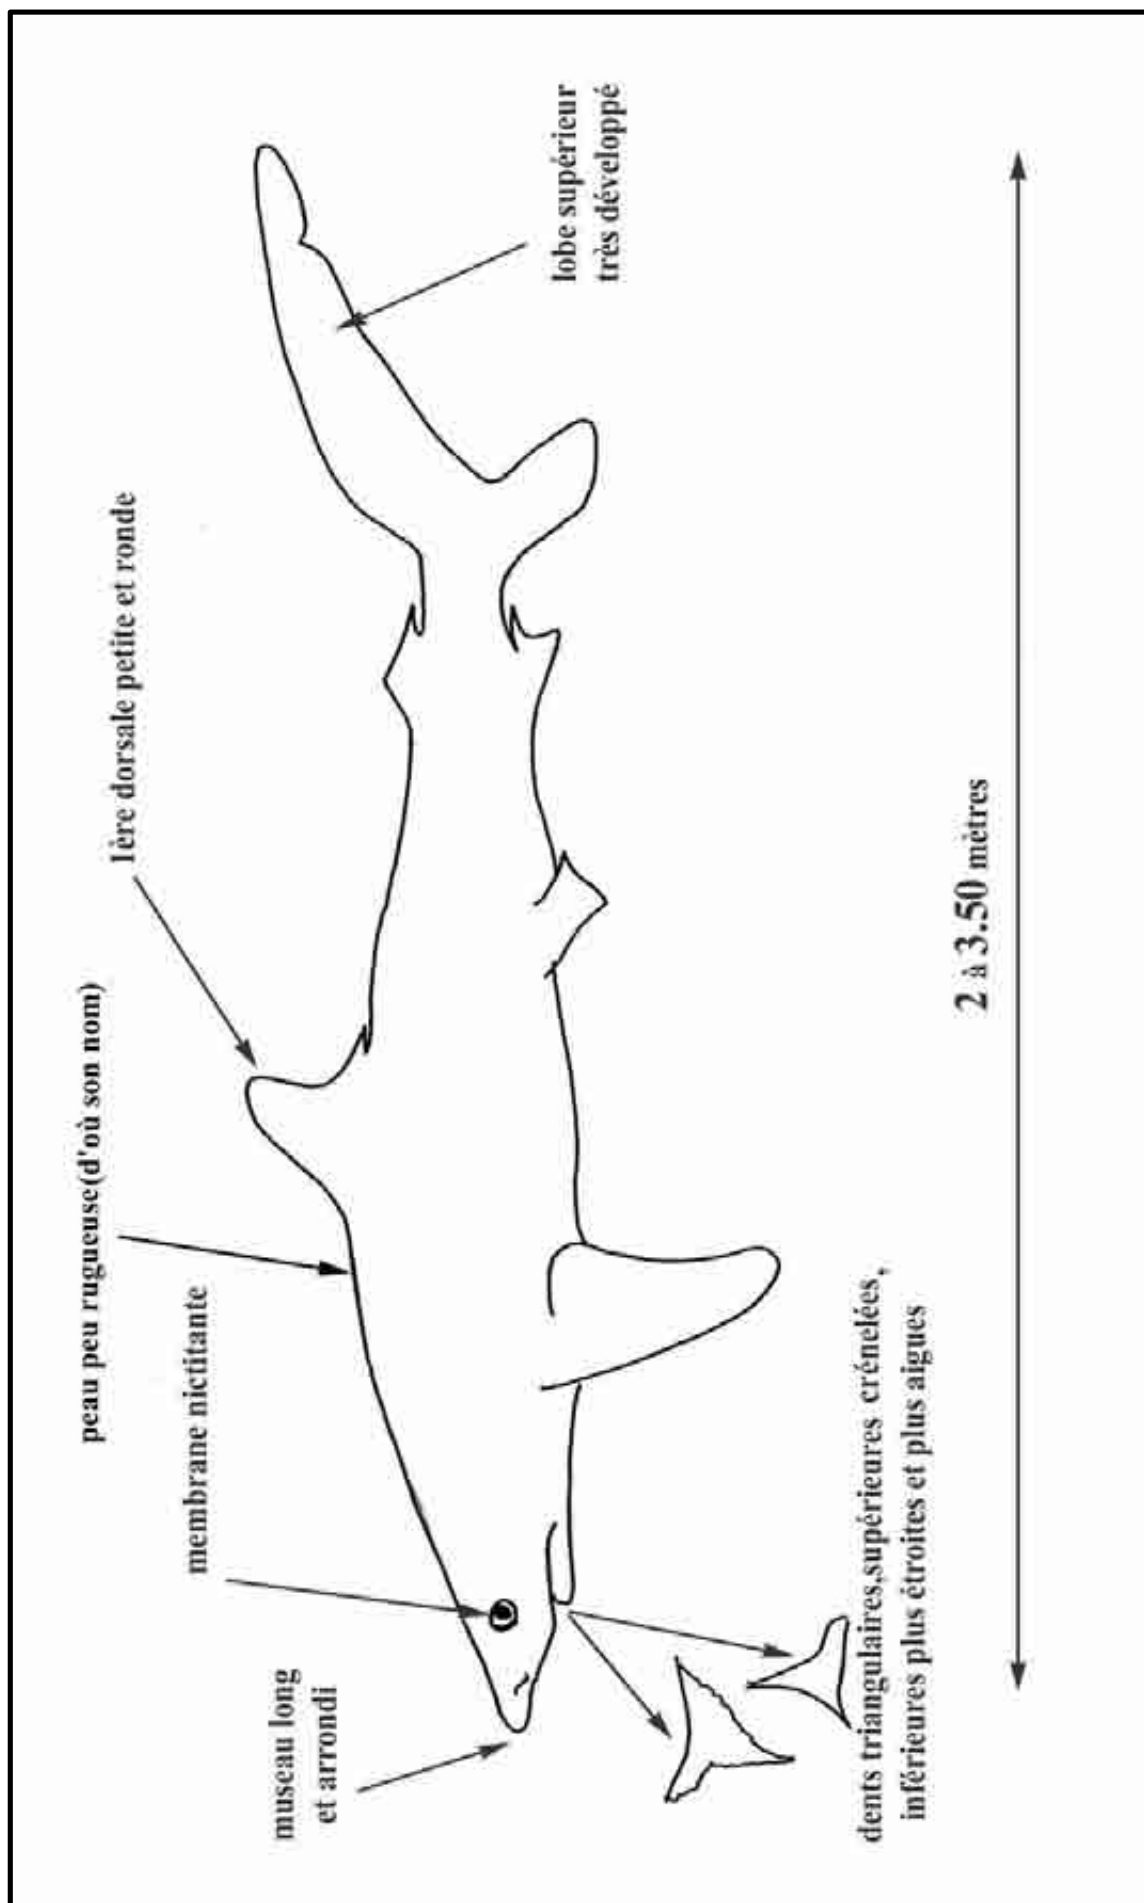 peau peu rugueuse(d'où son nom)
1ère dorsale petite et ronde
membrane nictitante
museau long
et arrondi
lobe supérieur
très développé
dents triangulaires,supérieures crénelées,
inférieures plus étroites et plus aigues
2 à 3.50 mètres